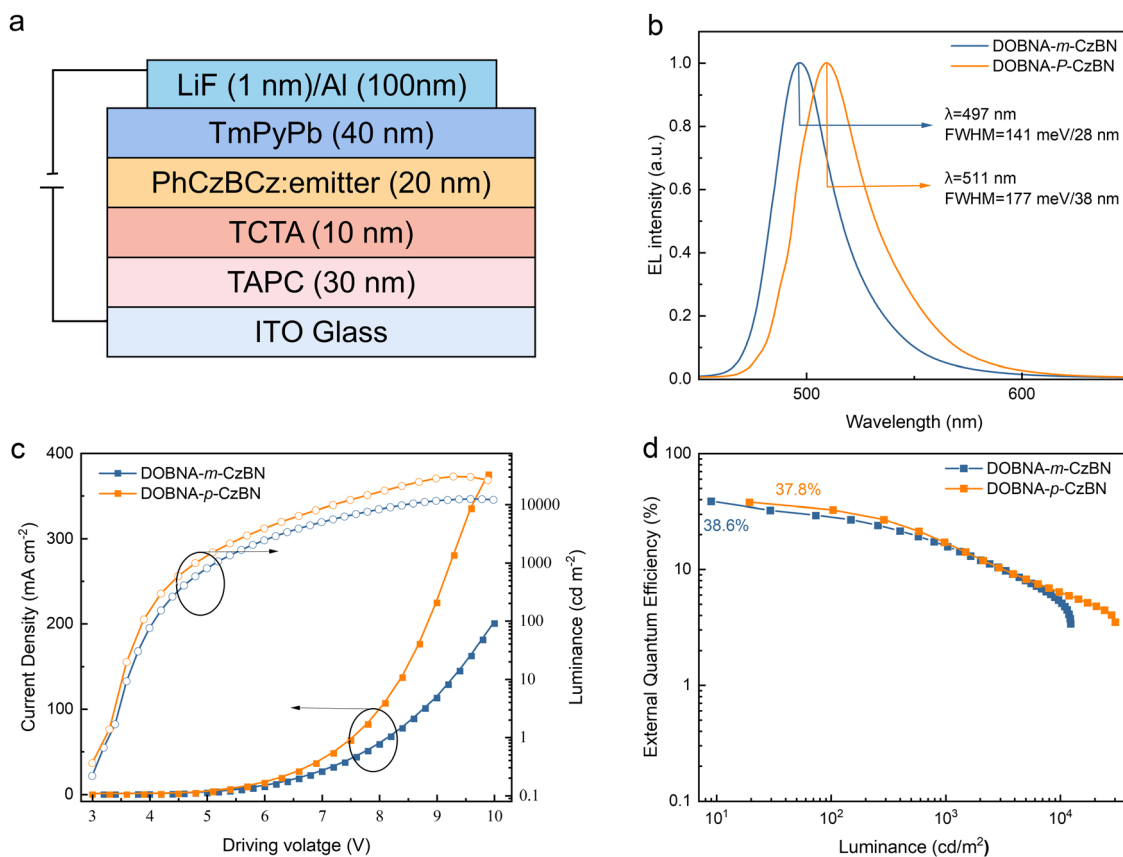 a
LiF (1 nm)/Al (100nm)
TmPyPb (40 nm)
PhCzBCz:emitter (20 nm)
TCTA (10 nm)
TAPC (30 nm)
ITO Glass
b
DOBNA-m-CzBN
DOBNA-P-CzBN
λ=497 nm
FWHM=141 meV/28 nm
λ=511 nm
FWHM=177 meV/38 nm
1.0
0.8
0.6
0.4
0.2
0.0
EL intensity (a.u.)
500
600
Wavelength (nm)
c
DOBNA-m-CzBN
DOBNA-p-CzBN
400
350
300
250
200
150
100
50
0
Current Density (mA cm-2)
10000
1000
100
10
1
0.1
Luminance (cd m-2)
3
4
5
6
7
8
9
10
Driving volatge (V)
d
DOBNA-m-CzBN
DOBNA-p-CzBN
37.8%
38.6%
100
10
1
0.1
External Quantum Efficiency (%)
10¹
10²
10³
10⁴
Luminance (cd/m²)